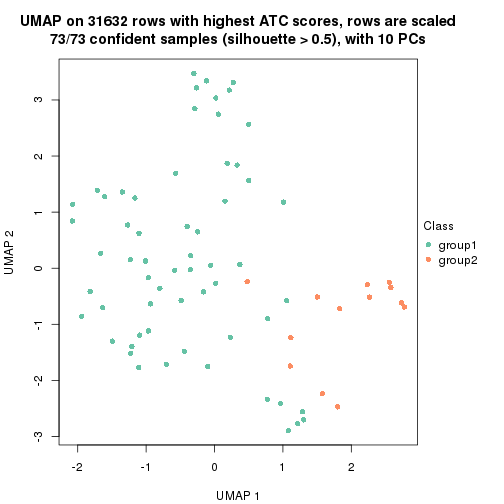 UMAP on 31632 rows with highest ATC scores, rows are scaled
73/73 confident samples (silhouette > 0.5), with 10 PCs
3
2
1
0
-1
-2
-3
UMAP 2
-2
-1
0
1
2
UMAP 1
Class
group1
group2